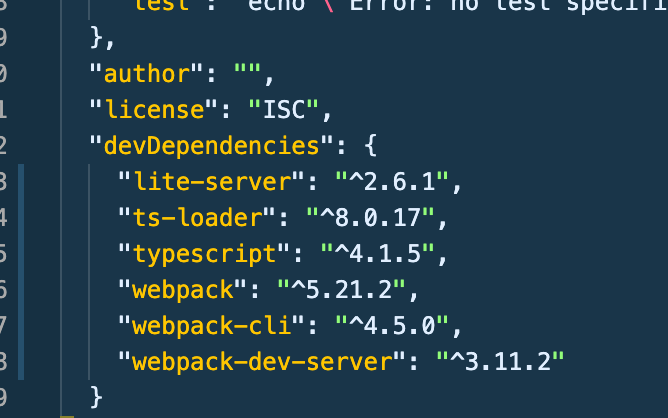 "test": "echo \"Error: no test specifi
9 },
0 "author": "",
1 "license": "ISC",
2 "devDependencies": {
3 "lite-server": "^2.6.1",
4 "ts-loader": "^8.0.17",
5 "typescript": "^4.1.5",
6 "webpack": "^5.21.2",
7 "webpack-cli": "^4.5.0",
8 "webpack-dev-server": "^3.11.2"
9 }